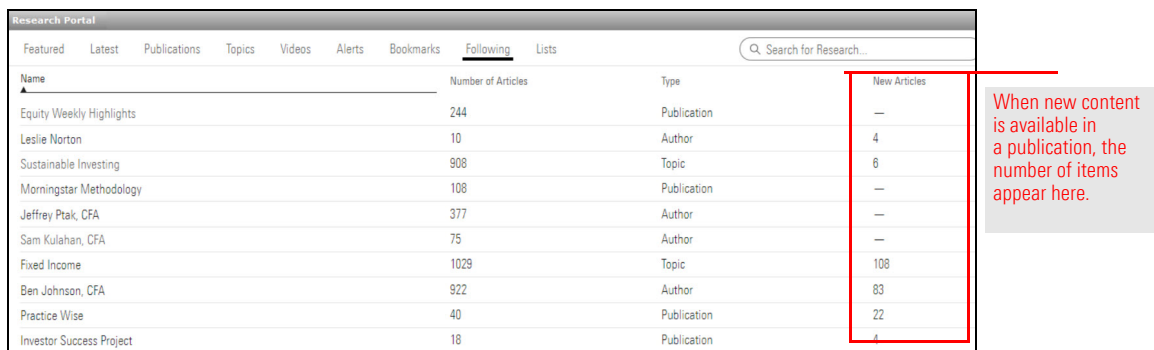 Research Portal
Featured Latest Publications Topics Videos Alerts Bookmarks Following Lists Search for Research...
Name Number of Articles Type New Articles
Equity Weekly Highlights 244 Publication —
Leslie Norton 10 Author 4
Sustainable Investing 908 Topic 6
Morningstar Methodology 108 Publication —
Jeffrey Ptak, CFA 377 Author —
Sam Kulahan, CFA 75 Author —
Fixed Income 1029 Topic 108
Ben Johnson, CFA 922 Author 83
Practice Wise 40 Publication 22
Investor Success Project 18 Publication 4
When new content
is available in
a publication, the
number of items
appear here.